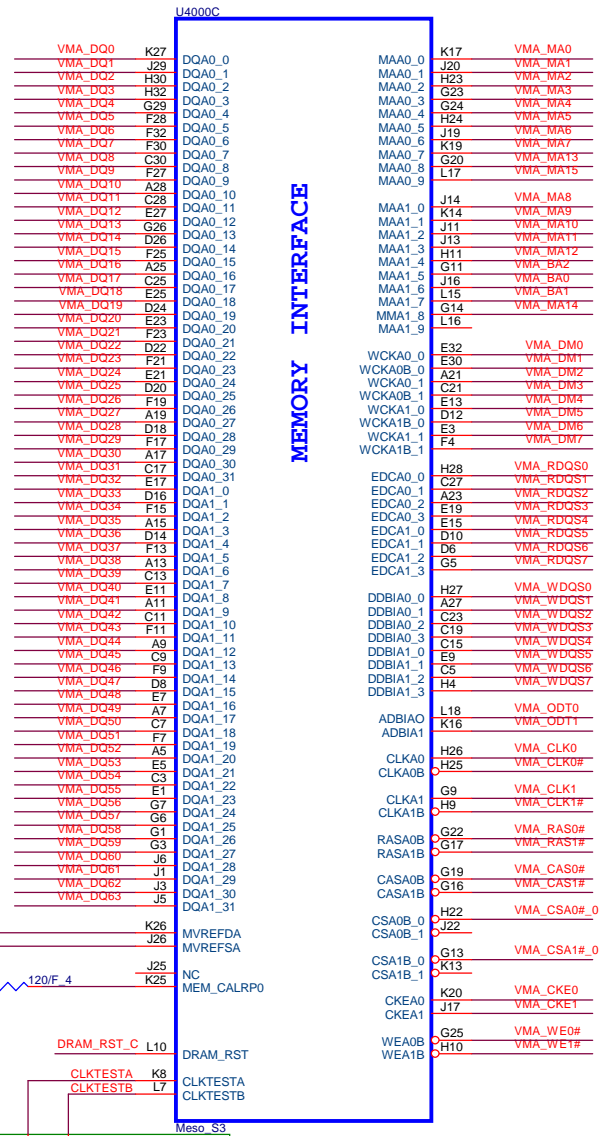 U4000C
VMA_DQ0 K27 DQA0_0
VMA_DQ1 J29 DQA0_1
VMA_DQ2 H30 DQA0_2
VMA_DQ3 H32 DQA0_3
VMA_DQ4 G29 DQA0_4
VMA_DQ5 F28 DQA0_5
VMA_DQ6 F32 DQA0_6
VMA_DQ7 F30 DQA0_7
VMA_DQ8 C30 DQA0_8
VMA_DQ9 F27 DQA0_9
VMA_DQ10 A28 DQA0_10
VMA_DQ11 C28 DQA0_11
VMA_DQ12 E27 DQA0_12
VMA_DQ13 G26 DQA0_13
VMA_DQ14 D26 DQA0_14
VMA_DQ15 F25 DQA0_15
VMA_DQ16 A25 DQA0_16
VMA_DQ17 C25 DQA0_17
VMA_DQ18 E25 DQA0_18
VMA_DQ19 D24 DQA0_19
VMA_DQ20 E23 DQA0_20
VMA_DQ21 F23 DQA0_21
VMA_DQ22 D22 DQA0_22
VMA_DQ23 F21 DQA0_23
VMA_DQ24 E21 DQA0_24
VMA_DQ25 D20 DQA0_25
VMA_DQ26 F19 DQA0_26
VMA_DQ27 A19 DQA0_27
VMA_DQ28 D18 DQA0_28
VMA_DQ29 F17 DQA0_29
VMA_DQ30 A17 DQA0_30
VMA_DQ31 C17 DQA0_31
VMA_DQ32 E17 DQA1_0
VMA_DQ33 D16 DQA1_1
VMA_DQ34 F15 DQA1_2
VMA_DQ35 A15 DQA1_3
VMA_DQ36 D14 DQA1_4
VMA_DQ37 F13 DQA1_5
VMA_DQ38 A13 DQA1_6
VMA_DQ39 C13 DQA1_7
VMA_DQ40 E11 DQA1_8
VMA_DQ41 A11 DQA1_9
VMA_DQ42 C11 DQA1_10
VMA_DQ43 F11 DQA1_11
VMA_DQ44 A9 DQA1_12
VMA_DQ45 C9 DQA1_13
VMA_DQ46 F9 DQA1_14
VMA_DQ47 D8 DQA1_15
VMA_DQ48 E7 DQA1_16
VMA_DQ49 A7 DQA1_17
VMA_DQ50 C7 DQA1_18
VMA_DQ51 F7 DQA1_19
VMA_DQ52 A5 DQA1_20
VMA_DQ53 E5 DQA1_21
VMA_DQ54 C3 DQA1_22
VMA_DQ55 E1 DQA1_23
VMA_DQ56 G7 DQA1_24
VMA_DQ57 G6 DQA1_25
VMA_DQ58 G1 DQA1_26
VMA_DQ59 G3 DQA1_27
VMA_DQ60 J6 DQA1_28
VMA_DQ61 J1 DQA1_29
VMA_DQ62 J3 DQA1_30
VMA_DQ63 J5 DQA1_31
K26 MVREFDA
J26 MVREFSA
J25 NC
120/F_4 K25 MEM_CALRP0
DRAM_RST_C L10 DRAM_RST
CLKTESTA K8 CLKTESTA
CLKTESTB L7 CLKTESTB
MEMORY INTERFACE
MAA0_0 K17 VMA_MA0
MAA0_1 J20 VMA_MA1
MAA0_2 H23 VMA_MA2
MAA0_3 G23 VMA_MA3
MAA0_4 G24 VMA_MA4
MAA0_5 H24 VMA_MA5
MAA0_6 J19 VMA_MA6
MAA0_7 K19 VMA_MA7
MAA0_8 G20 VMA_MA13
MAA0_9 L17 VMA_MA15
MAA1_0 J14 VMA_MA8
MAA1_1 K14 VMA_MA9
MAA1_2 J11 VMA_MA10
MAA1_3 J13 VMA_MA11
MAA1_4 H11 VMA_MA12
MAA1_5 G11 VMA_BA2
MAA1_6 J16 VMA_BA0
MAA1_7 L15 VMA_BA1
MMA1_8 G14 VMA_MA14
MAA1_9 L16
WCKA0_0 E32 VMA_DM0
WCKA0B_0 E30 VMA_DM1
WCKA0_1 A21 VMA_DM2
WCKA0B_1 C21 VMA_DM3
WCKA1_0 E13 VMA_DM4
WCKA1B_0 D12 VMA_DM5
WCKA1_1 E3 VMA_DM6
WCKA1B_1 F4 VMA_DM7
EDCA0_0 H28 VMA_RDQS0
EDCA0_1 C27 VMA_RDQS1
EDCA0_2 A23 VMA_RDQS2
EDCA0_3 E19 VMA_RDQS3
EDCA1_0 E15 VMA_RDQS4
EDCA1_1 D10 VMA_RDQS5
EDCA1_2 D6 VMA_RDQS6
EDCA1_3 G5 VMA_RDQS7
DDBIA0_0 H27 VMA_WDQS0
DDBIA0_1 A27 VMA_WDQS1
DDBIA0_2 C23 VMA_WDQS2
DDBIA0_3 C19 VMA_WDQS3
DDBIA1_0 C15 VMA_WDQS4
DDBIA1_1 E9 VMA_WDQS5
DDBIA1_2 C5 VMA_WDQS6
DDBIA1_3 H4 VMA_WDQS7
ADBIAO L18 VMA_ODT0
ADBIA1 K16 VMA_ODT1
CLKA0 H26 VMA_CLK0
CLKA0B H25 VMA_CLK0#
CLKA1 G9 VMA_CLK1
CLKA1B H9 VMA_CLK1#
RASA0B G22 VMA_RAS0#
RASA1B G17 VMA_RAS1#
CASA0B G19 VMA_CAS0#
CASA1B G16 VMA_CAS1#
CSA0B_0 H22 VMA_CSA0#_0
CSA0B_1 J22
CSA1B_0 G13 VMA_CSA1#_0
CSA1B_1 K13
CKEA0 K20 VMA_CKE0
CKEA1 J17 VMA_CKE1
WEA0B G25 VMA_WE0#
WEA1B H10 VMA_WE1#
Meso_S3